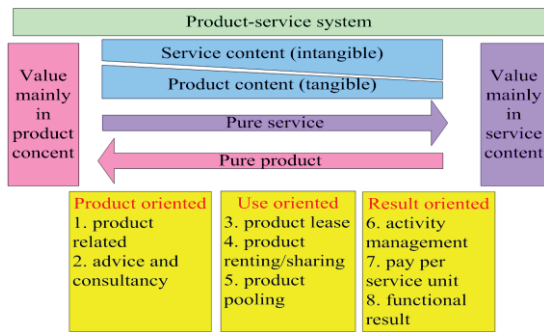 Product-service system
Value
mainly
in
product
concent
Service content (intangible)
Product content (tangible)
Pure service
Pure product
Value
mainly
in
service
content
Product oriented
1. product
related
2. advice and
consultancy
Use oriented
3. product lease
4. product
renting/sharing
5. product
pooling
Result oriented
6. activity
management
7. pay per
service unit
8. functional
result